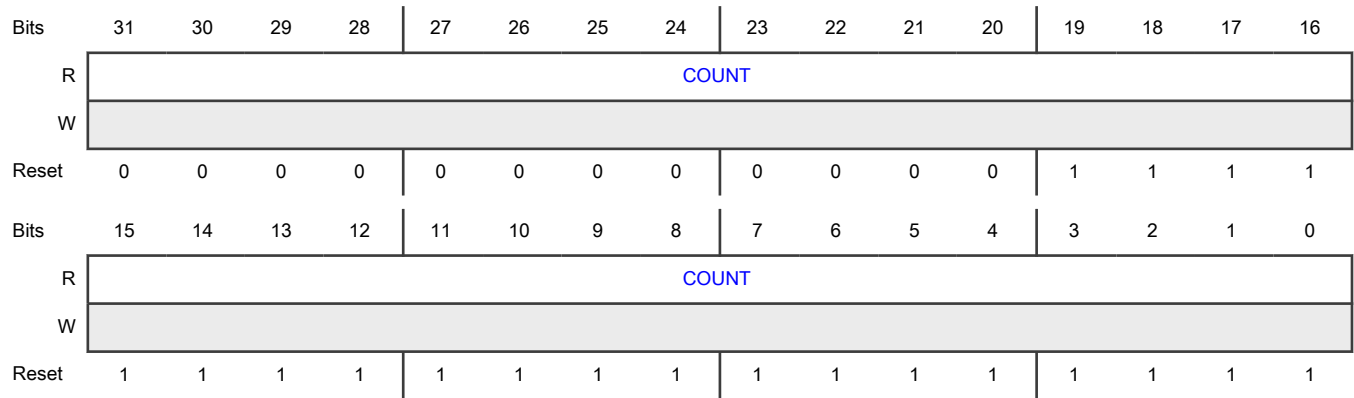 Bits 31 30 29 28 27 26 25 24 23 22 21 20 19 18 17 16
R COUNT
W
Reset 0 0 0 0 0 0 0 0 0 0 0 0 1 1 1 1
Bits 15 14 13 12 11 10 9 8 7 6 5 4 3 2 1 0
R COUNT
W
Reset 1 1 1 1 1 1 1 1 1 1 1 1 1 1 1 1